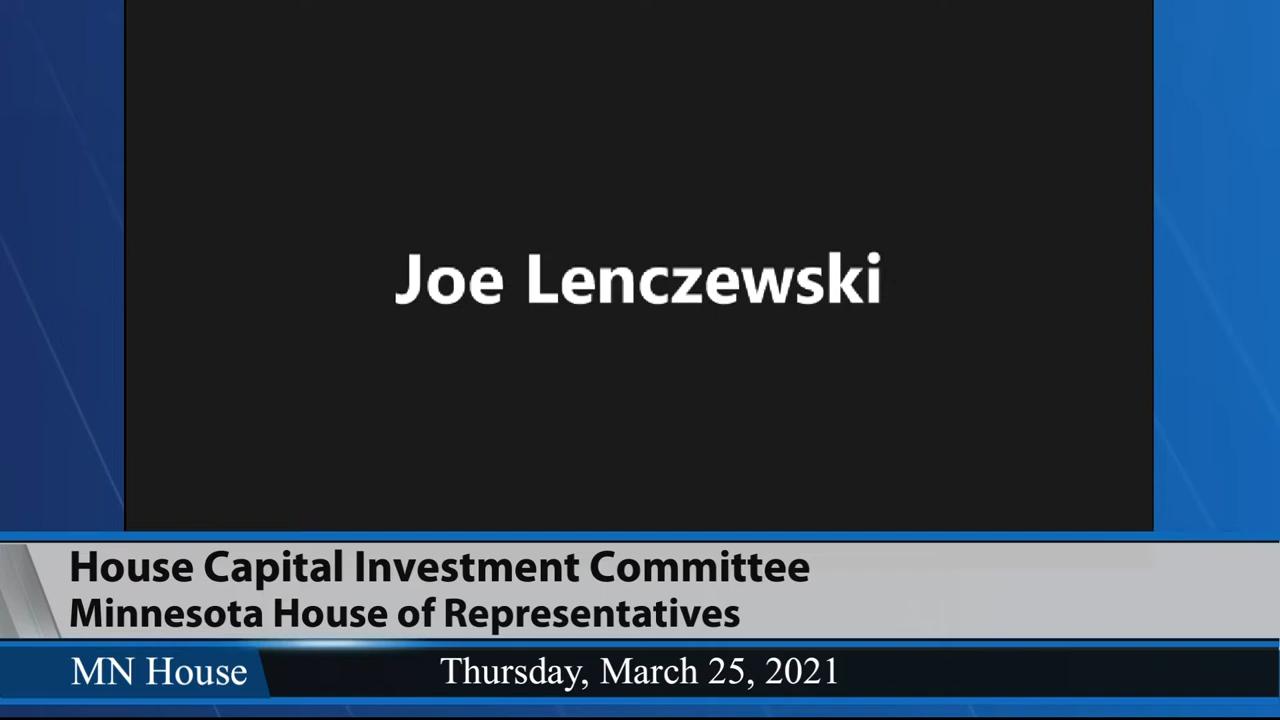 Joe Lenczewski
House Capital Investment Committee
Minnesota House of Representatives
MN House
Thursday, March 25, 2021